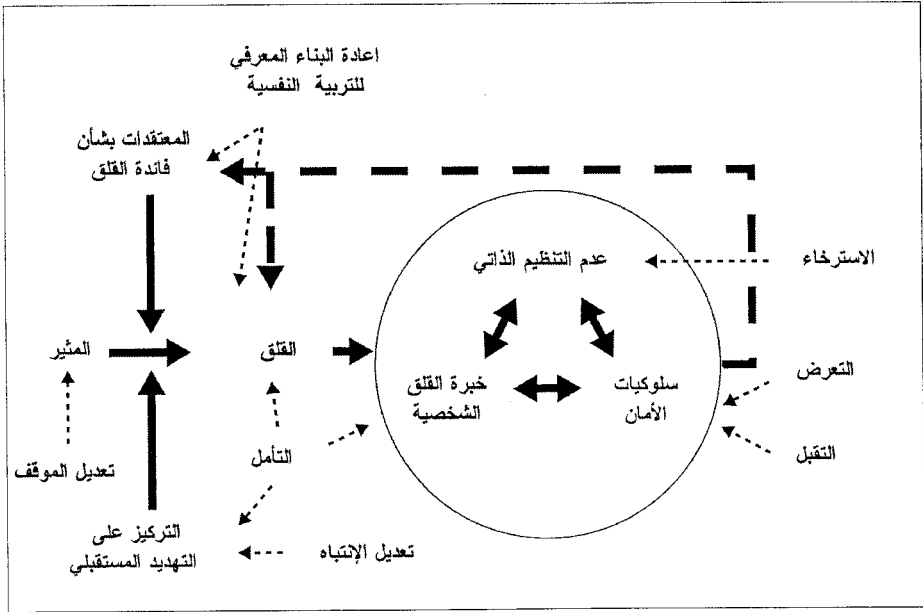 اعادة البناء المعرفي
للتربية النفسية
المعتقدات بشأن
فائدة القلق
عدم التنظيم الذاتي
الاسترخاء
المثير
القلق
خبرة القلق
الشخصية
سلوكيات
الأمان
التعرض
تعديل الموقف
التأمل
التقبل
التركيز على
التهديد المستقبلي
تعديل الإنتباه